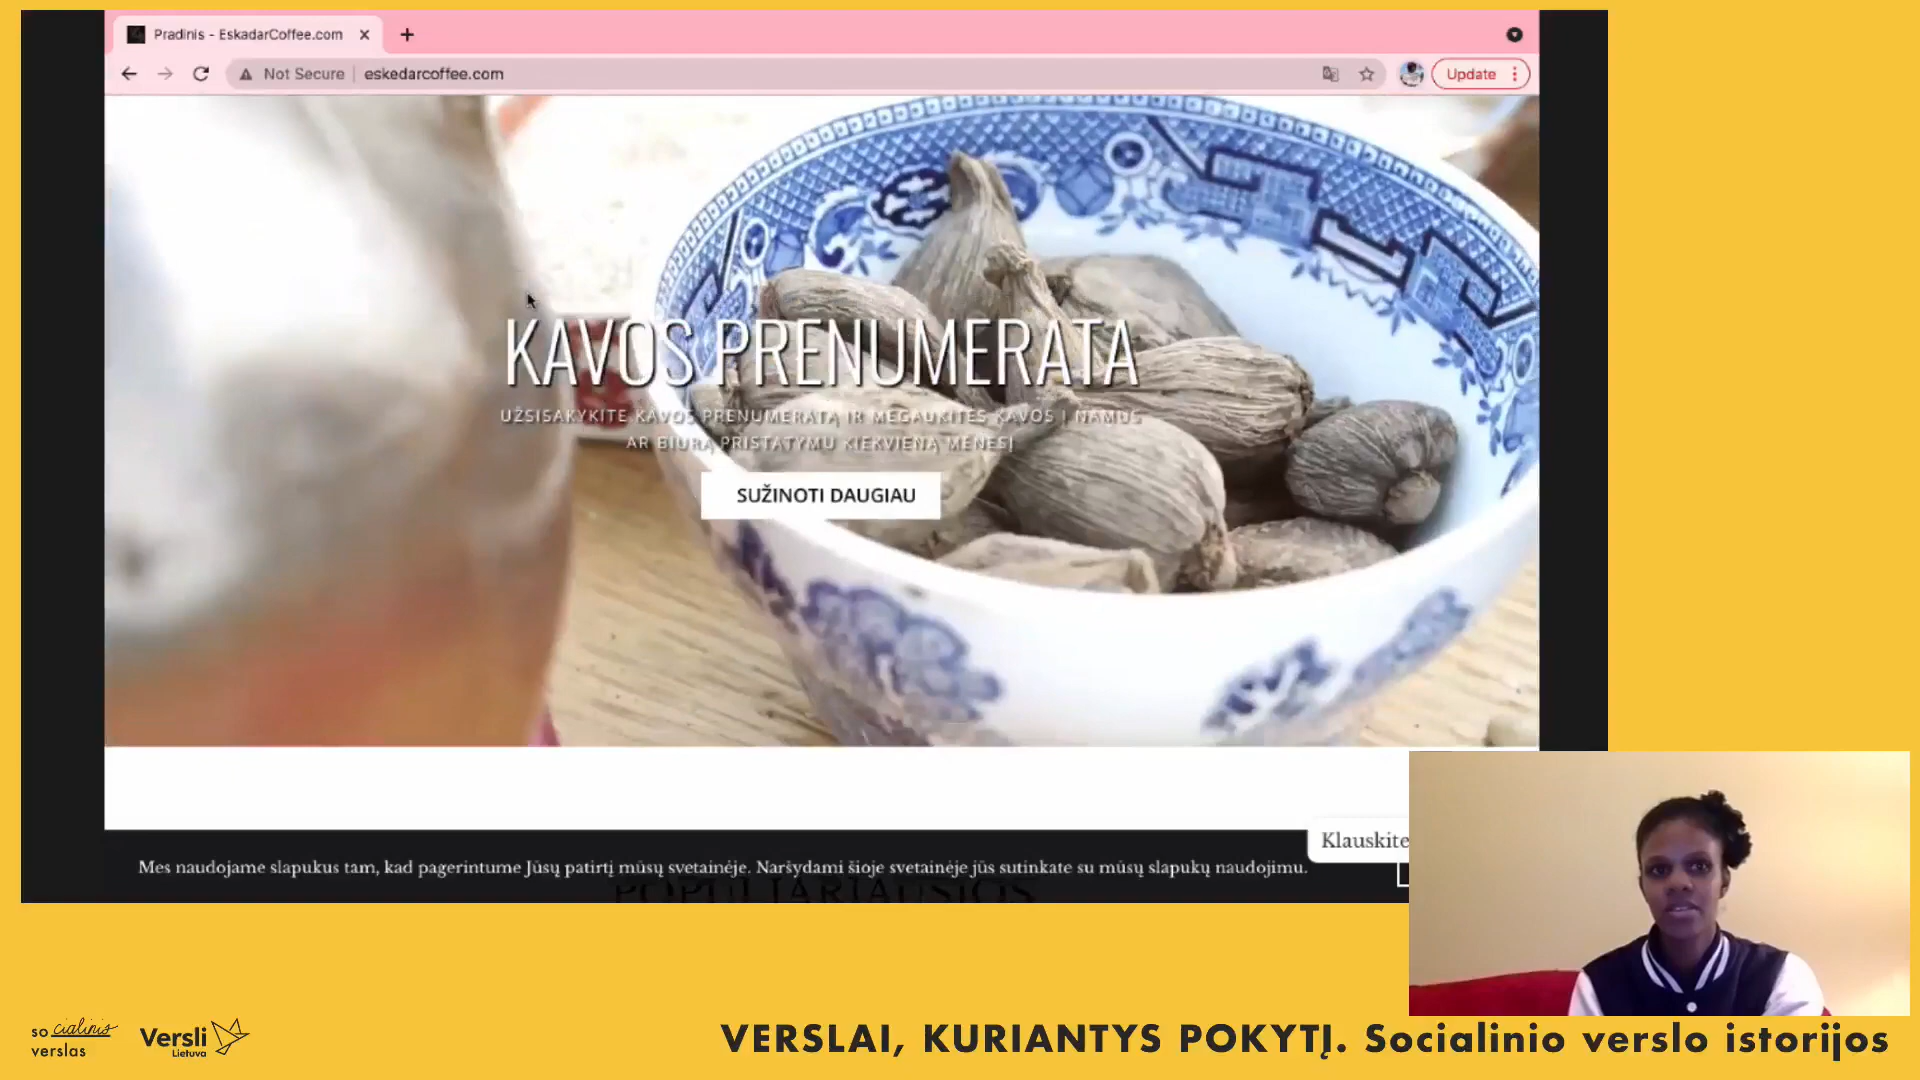 Pradinis - EskadarCoffee.com
Not Secure
eskedarcoffee.com
Update
KAVOS PRENUMERATA
UŽSISAKYKITE KAVOS PRENUMERATĄ IR MĖGAUKITĖS KAVOS Į NAMUS
AR BIURĄ PRISTATYMU KIEKVIENĄ MĖNESĮ
SUŽINOTI DAUGIAU
Klauskite
Mes naudojame slapukus tam, kad pagerintume Jūsų patirtį mūsų svetainėje. Naršydami šioje svetainėje jūs sutinkate su mūsų slapukų naudojimu.
POPULIARIAUSIOS
socialinis
verslas
Versli
Lietuva
VERSLAI, KURIANTYS POKYTĮ. Socialinio verslo istorijos